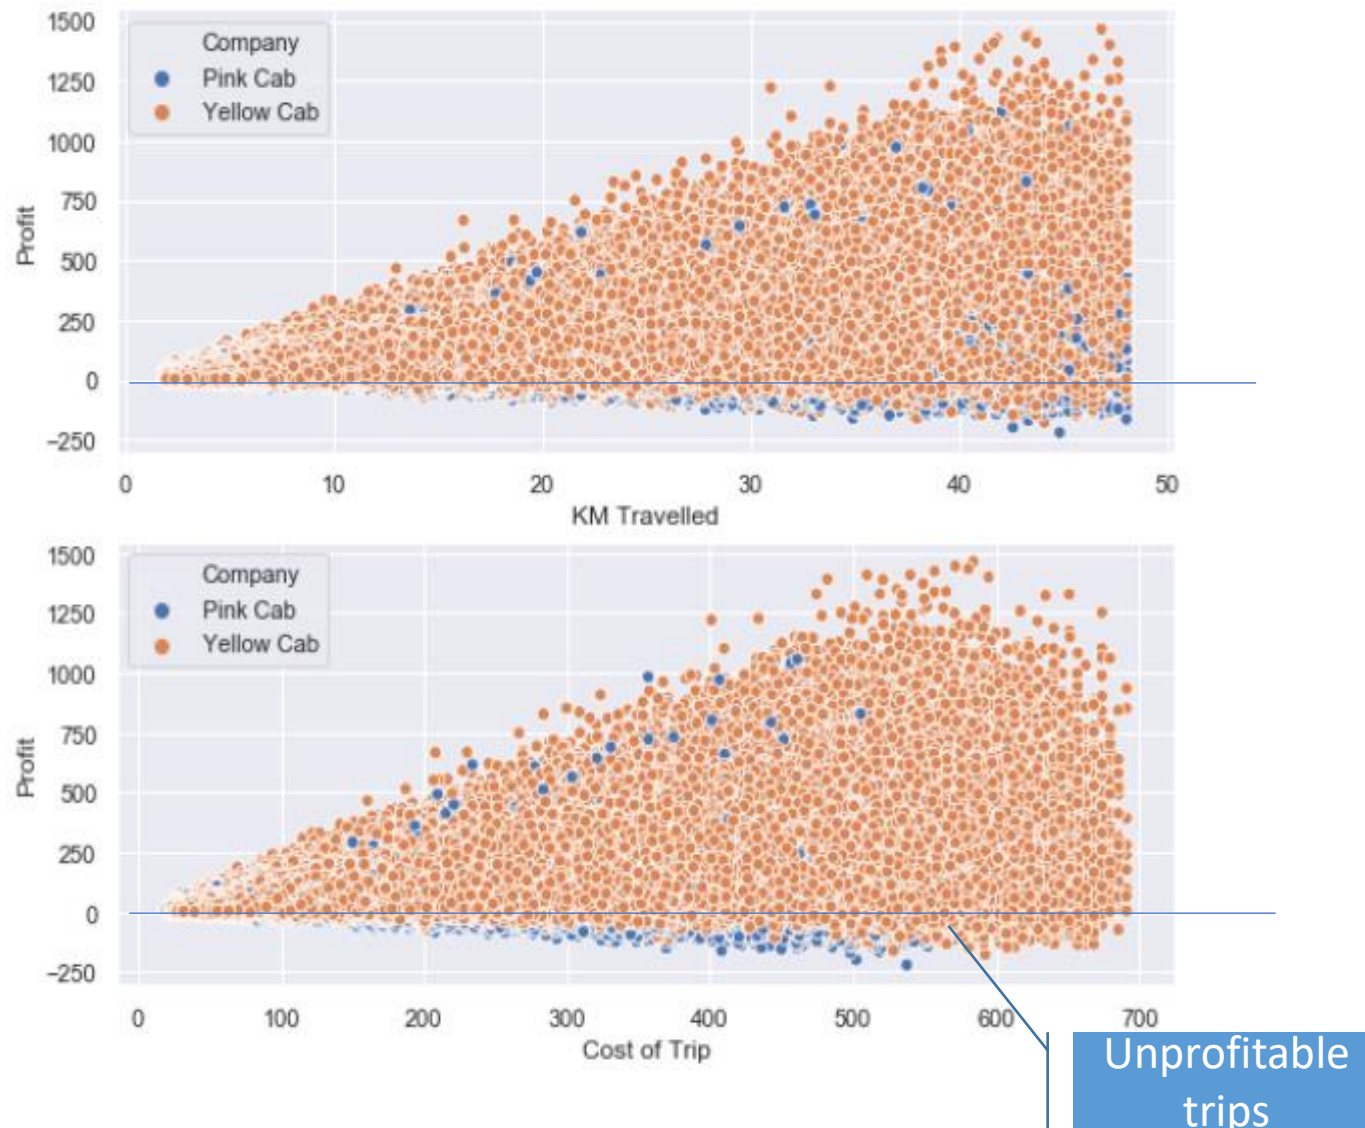 1500
1250
1000
750
500
250
0
−250
Profit
Company
Pink Cab
Yellow Cab
0 10 20 30 40 50
KM Travelled
1500
1250
1000
750
500
250
0
−250
Profit
Company
Pink Cab
Yellow Cab
0 100 200 300 400 500 600 700
Cost of Trip
Unprofitable
trips